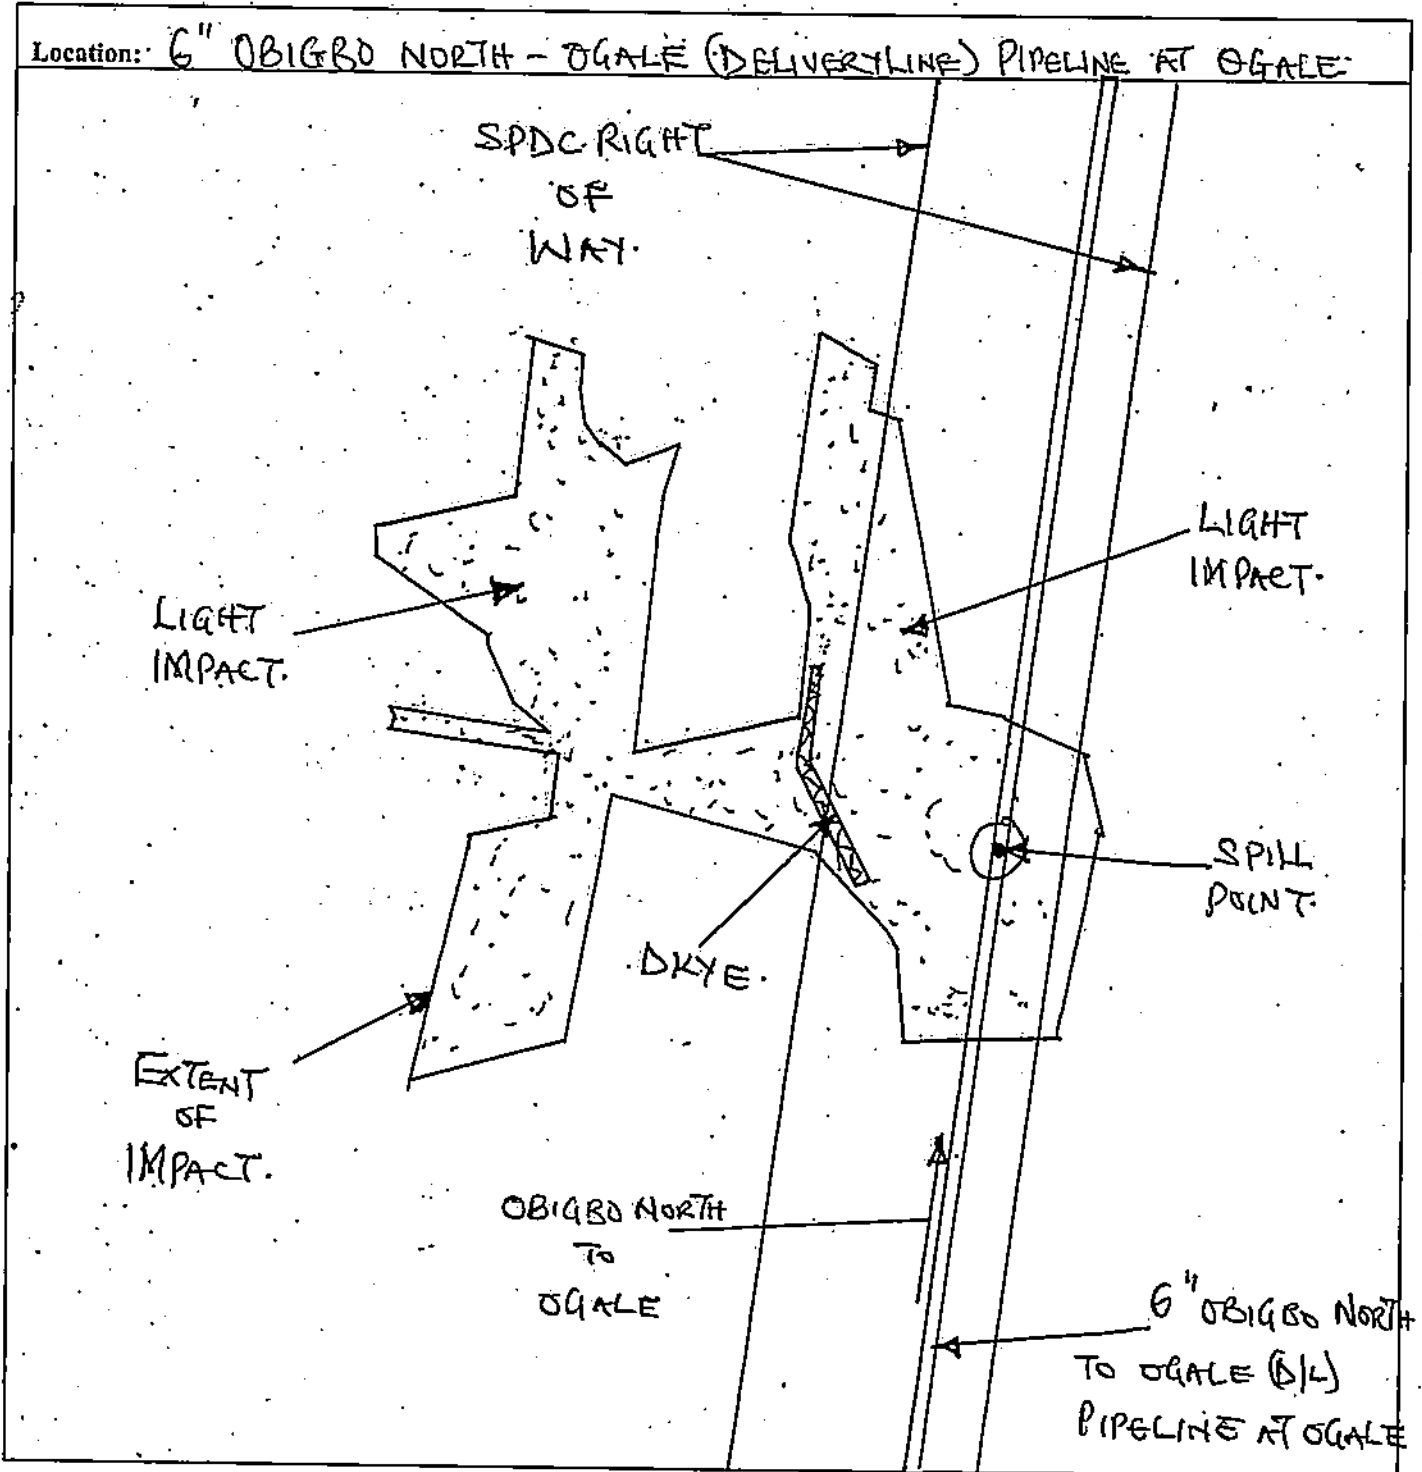 Location: 6" OBIGBO NORTH - OGALE (DELIVERYLINE) PIPELINE AT OGALE
SPDC RIGHT
OF
WAY.
LIGHT
IMPACT.
LIGHT
IMPACT.
SPILL
POINT.
DKYE.
EXTENT
OF
IMPACT.
OBIGBO NORTH
TO
OGALE
6" OBIGBO NORTH
TO OGALE (D/L)
PIPELINE AT OGALE